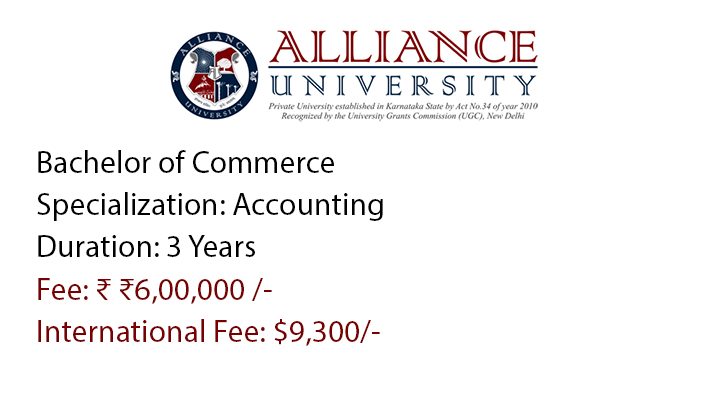 ALLIANCE
UNIVERSITY
ALLIANCE
UNIVERSITY
Private University established in Karnataka State by Act No.34 of year 2010
Recognized by the University Grants Commission (UGC), New Delhi
Bachelor of Commerce
Specialization: Accounting
Duration: 3 Years
Fee: ₹ ₹6,00,000 /-
International Fee: $9,300/-